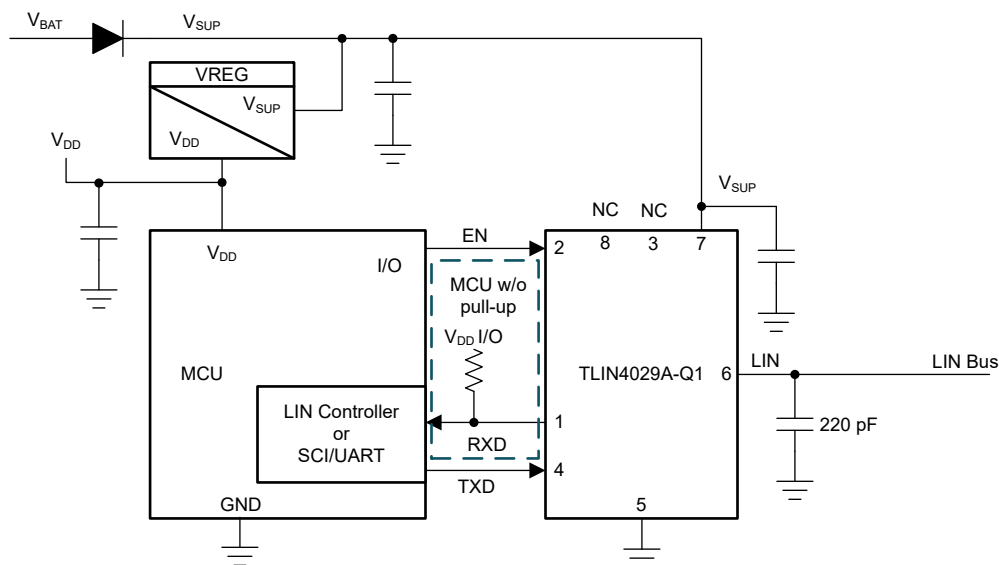 VBAT
VSUP
VREG
VSUP
VDD
VDD
VSUP
NC
NC
8
3
7
VDD
EN
2
I/O
MCU w/o
pull-up
VDD I/O
MCU
TLIN4029A-Q1
6
LIN
LIN Bus
LIN Controller
or
SCI/UART
1
RXD
220 pF
4
TXD
GND
5